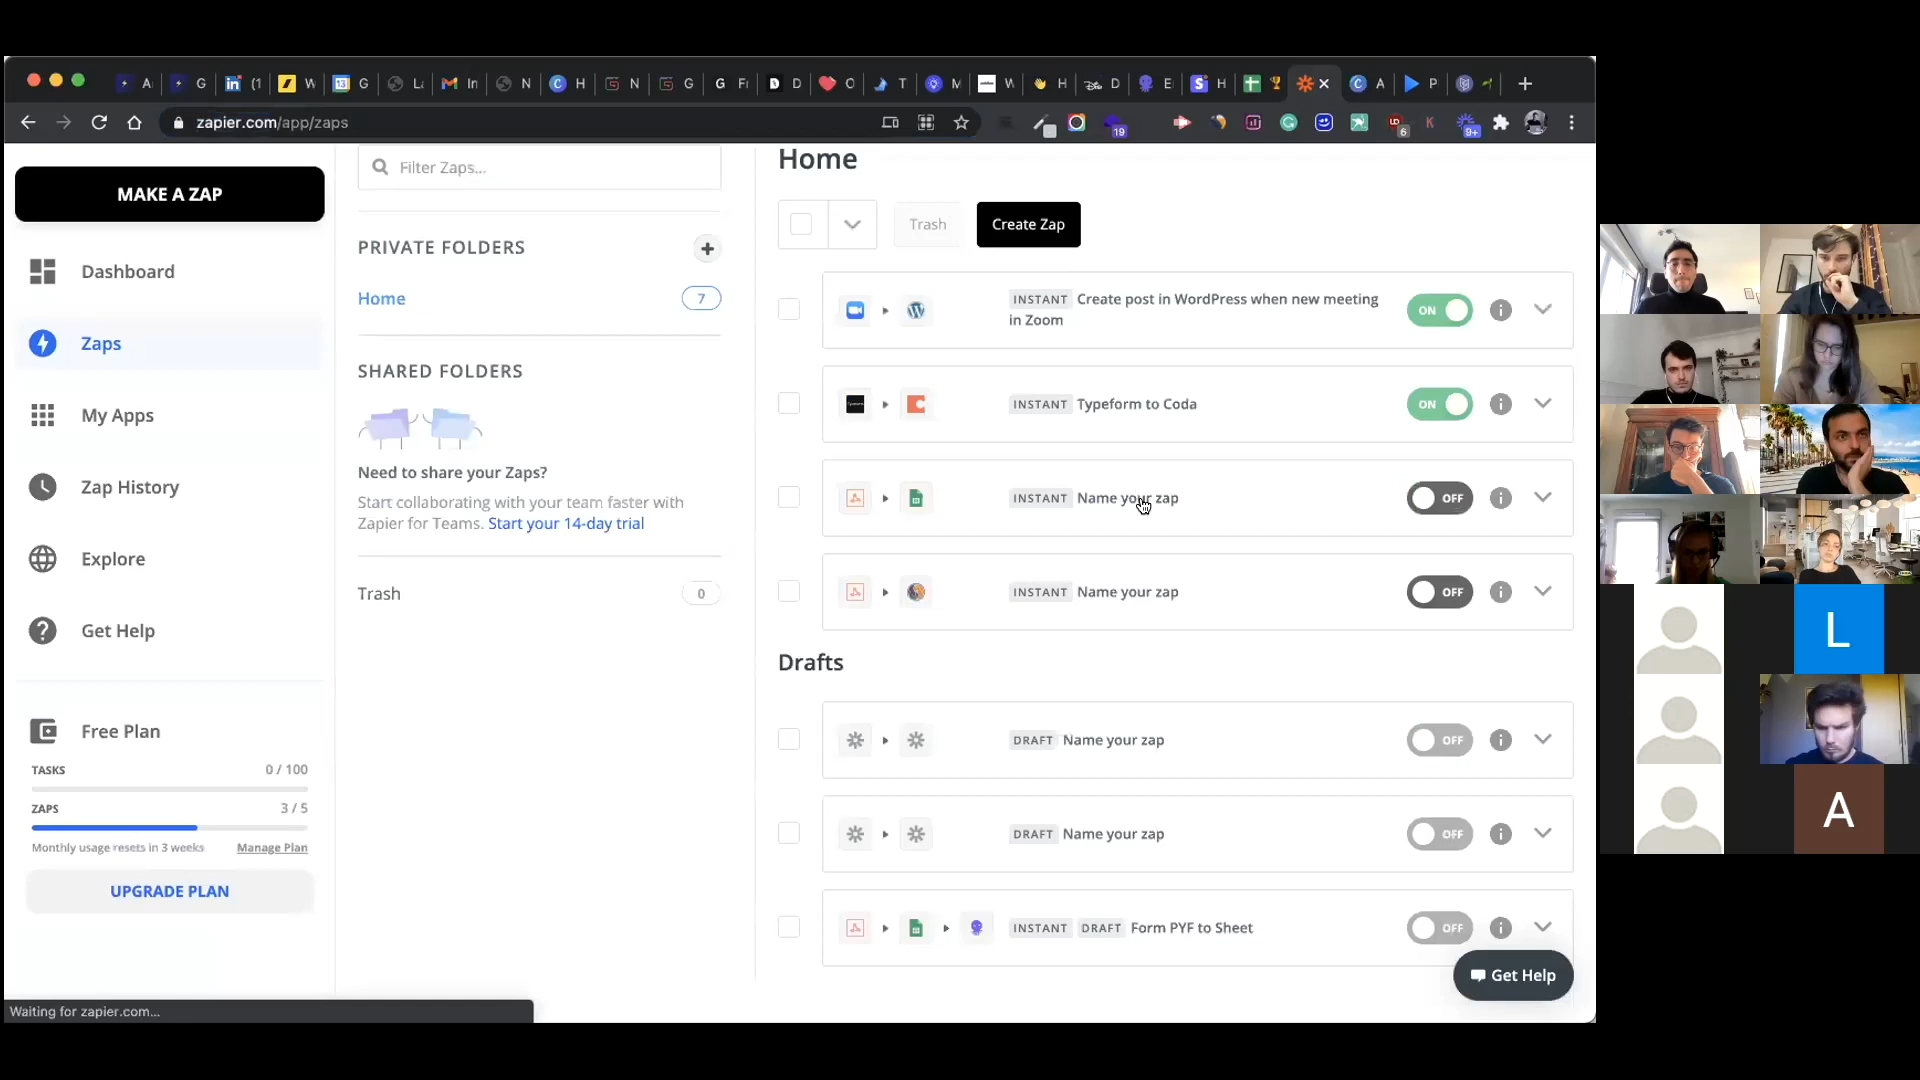 A
G
(1
W
G
L
In
N
H
N
G
Fr
D
O
T
M
W
H
D
E
H
A
P
zapier.com/app/zaps
19
6
9+
MAKE A ZAP
Dashboard
Zaps
My Apps
Zap History
Explore
Get Help
Free Plan
TASKS 0 / 100
ZAPS 3 / 5
Monthly usage resets in 3 weeks Manage Plan
UPGRADE PLAN
Waiting for zapier.com...
Filter Zaps...
PRIVATE FOLDERS
Home 7
SHARED FOLDERS
Need to share your Zaps?
Start collaborating with your team faster with
Zapier for Teams. Start your 14-day trial
Trash 0
Home
Trash
Create Zap
INSTANT Create post in WordPress when new meeting
in Zoom
ON
INSTANT Typeform to Coda ON
INSTANT Name your zap OFF
INSTANT Name your zap OFF
Drafts
DRAFT Name your zap OFF
DRAFT Name your zap OFF
INSTANT DRAFT Form PYF to Sheet OFF
Get Help
L
A